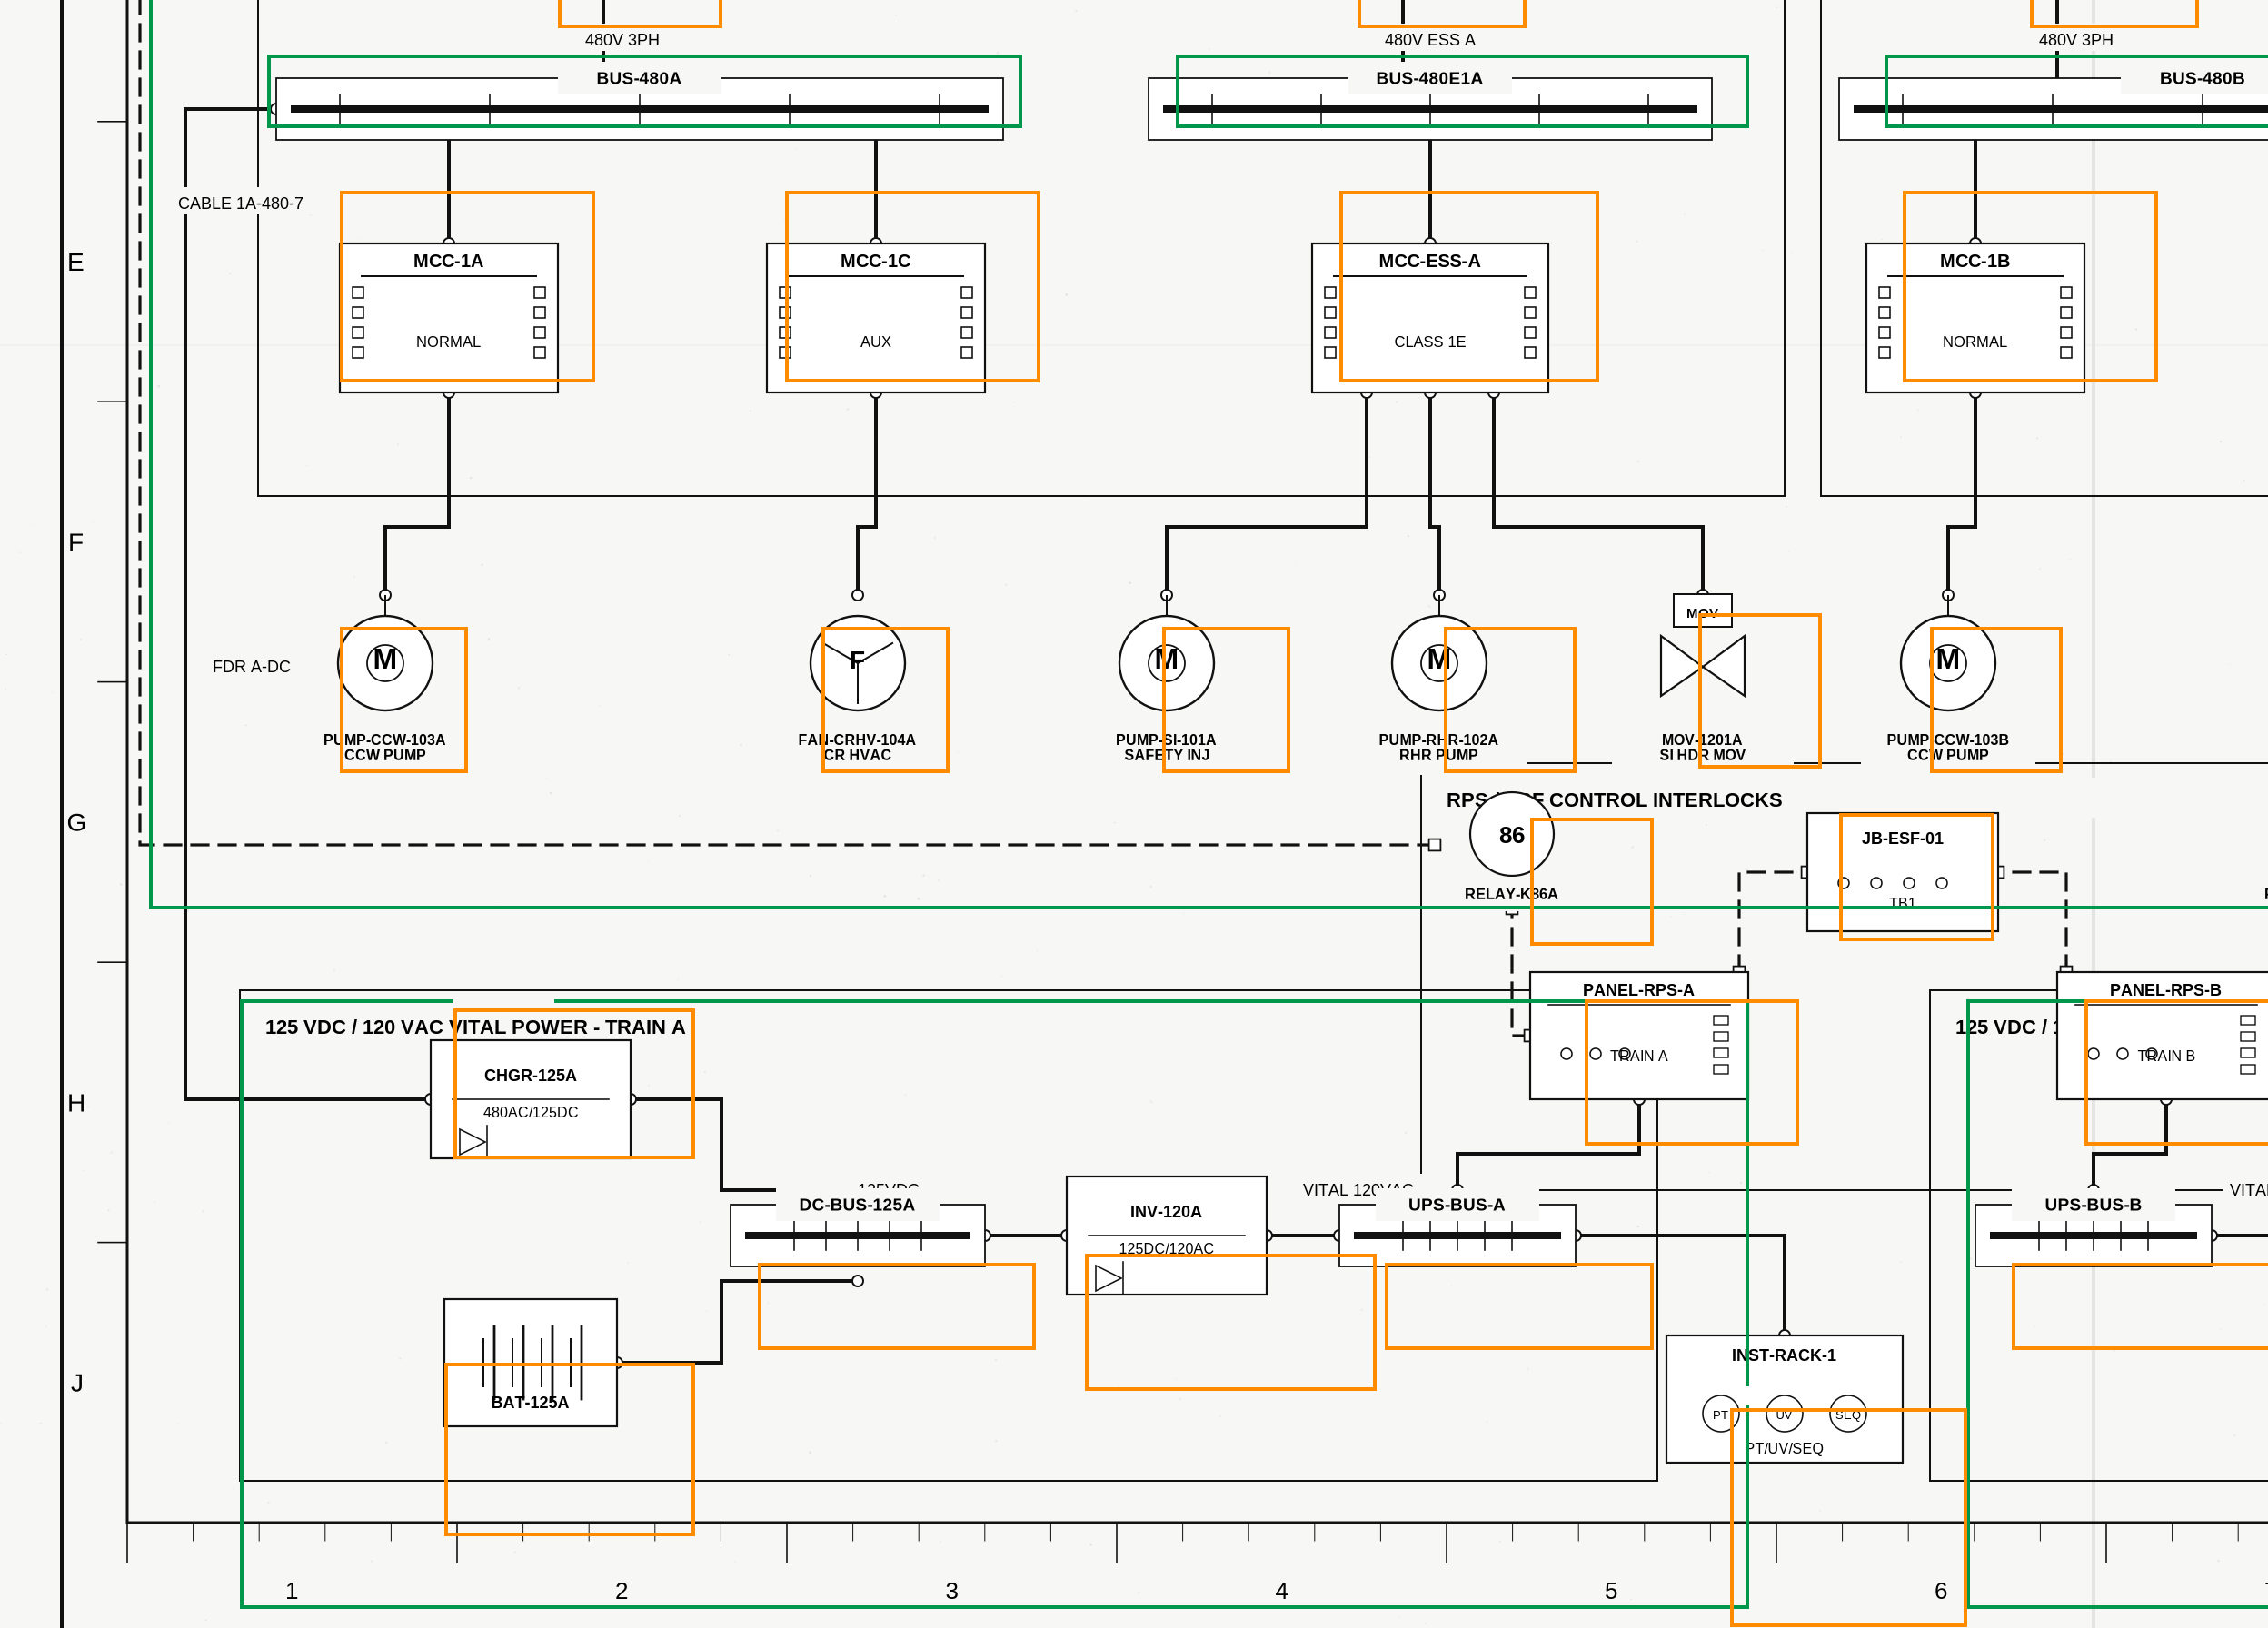 480V 3PH
480V ESS A
480V 3PH
BUS-480A
BUS-480E1A
BUS-480B
CABLE 1A-480-7
E
MCC-1A
MCC-1C
MCC-ESS-A
MCC-1B
NORMAL
AUX
CLASS 1E
NORMAL
F
MOV
M
F
M
M
M
FDR A-DC
PUMP-CCW-103A
CCW PUMP
FAN-CRHV-104A
CR HVAC
PUMP-SI-101A
SAFETY INJ
PUMP-RHR-102A
RHR PUMP
MOV-1201A
SI HDR MOV
PUMP-CCW-103B
CCW PUMP
G
RPS CONTROL INTERLOCKS
86
JB-ESF-01
RELAY-K86A
TB1
PANEL-RPS-A
PANEL-RPS-B
125 VDC / 120 VAC VITAL POWER - TRAIN A
125 VDC /
TRAIN A
TRAIN B
CHGR-125A
H
480AC/125DC
125VDC
VITAL 120VAC
DC-BUS-125A
INV-120A
UPS-BUS-A
UPS-BUS-B
125DC/120AC
INST-RACK-1
J
BAT-125A
PT
UV
SEQ
PT/UV/SEQ
1
2
3
4
5
6